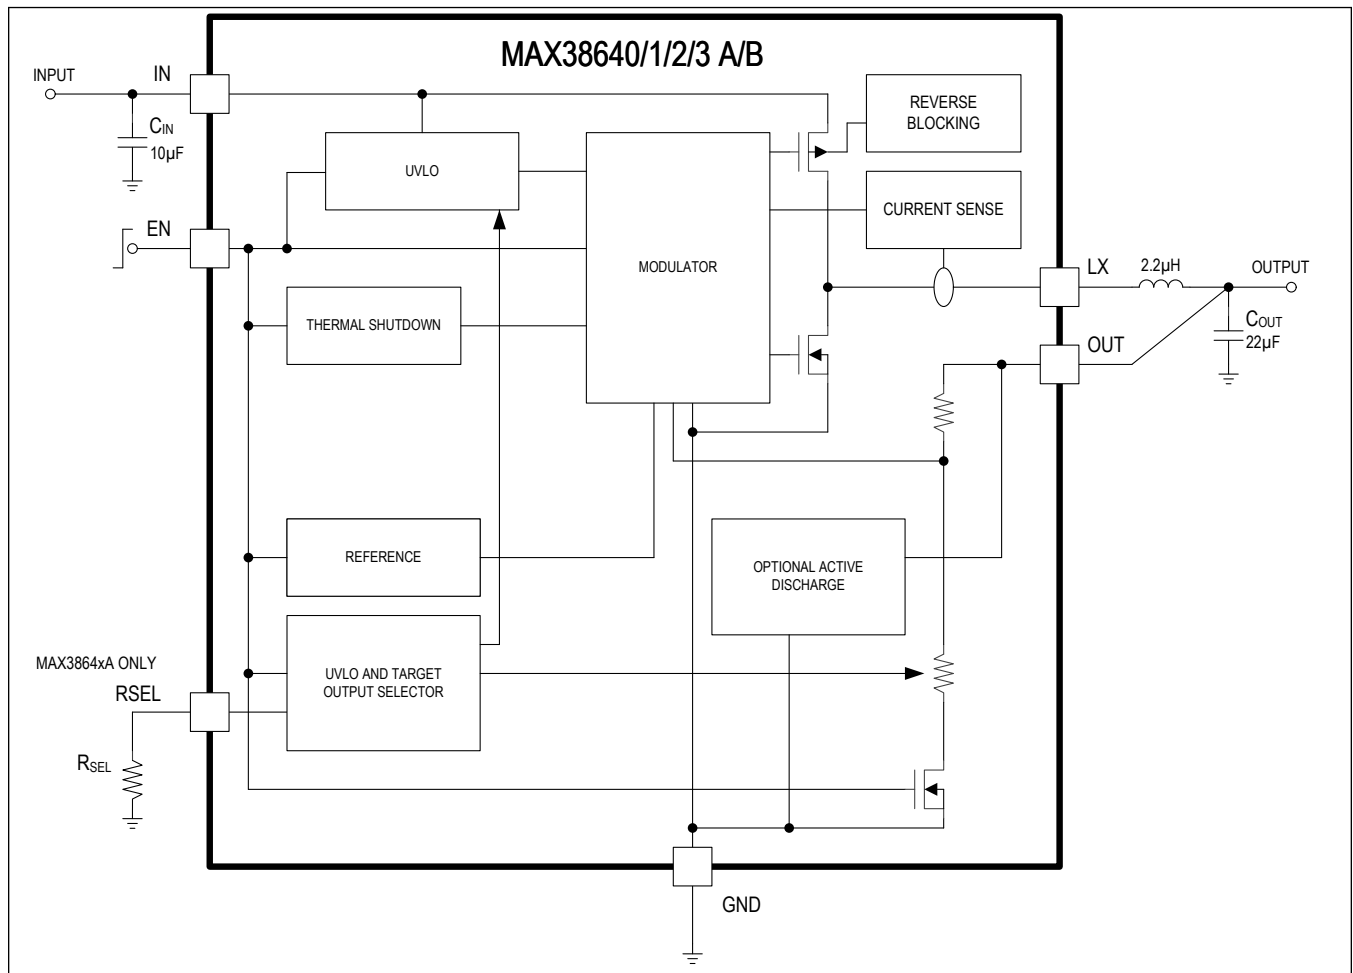 MAX38640/1/2/3 A/B
INPUT
IN
CIN
10µF
REVERSE
BLOCKING
UVLO
CURRENT SENSE
EN
MODULATOR
LX
2.2µH
OUTPUT
THERMAL SHUTDOWN
COUT
22µF
OUT
REFERENCE
OPTIONAL ACTIVE
DISCHARGE
MAX3864xA ONLY
RSEL
UVLO AND TARGET
OUTPUT SELECTOR
RSEL
GND